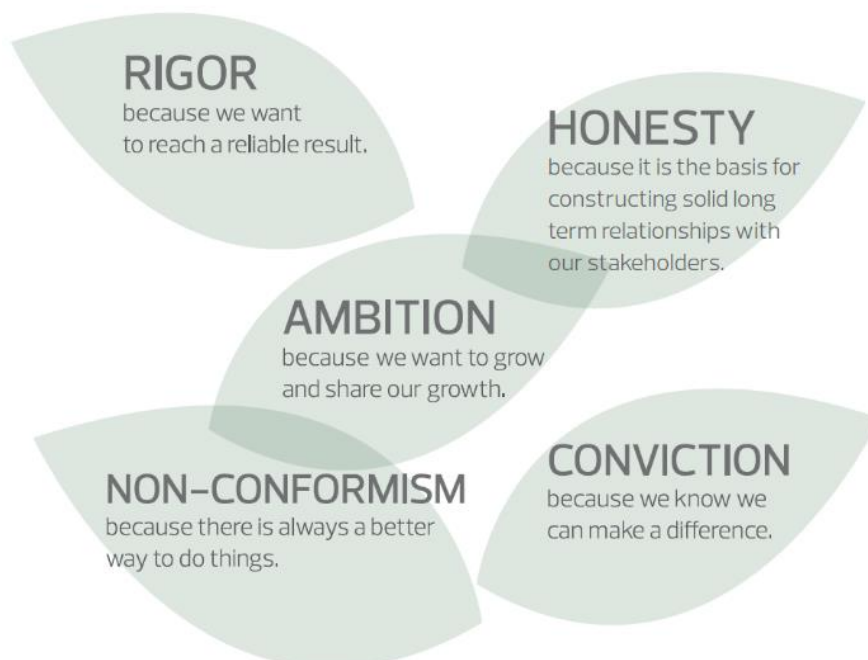 RIGOR
because we want
to reach a reliable result.
HONESTY
because it is the basis for
constructing solid long
term relationships with
our stakeholders.
AMBITION
because we want to grow
and share our growth.
NON-CONFORMISM
because there is always a better
way to do things.
CONVICTION
because we know we
can make a difference.